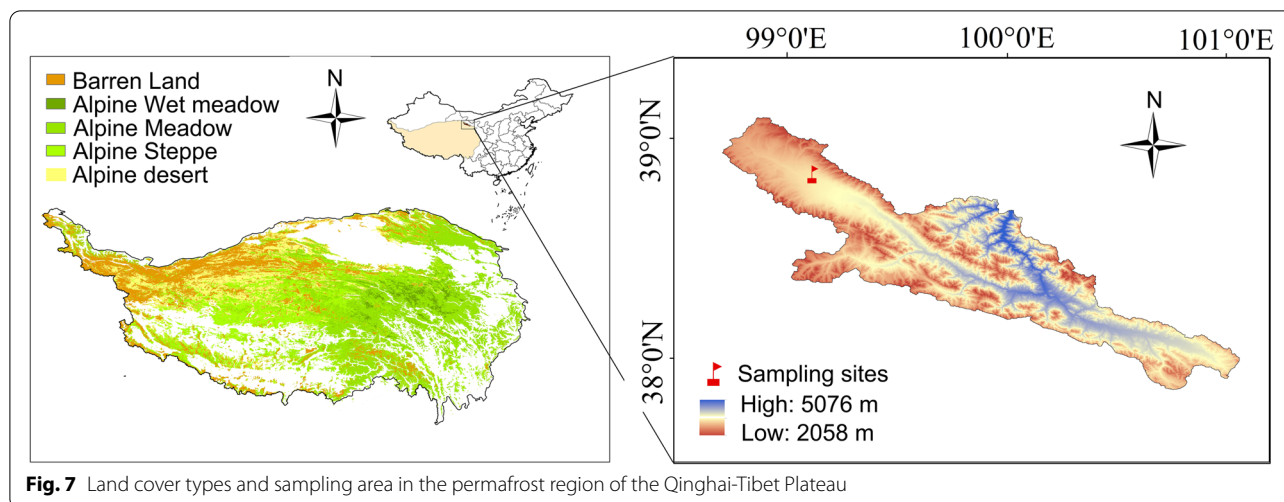 Barren Land
Alpine Wet meadow
Alpine Meadow
Alpine Steppe
Alpine desert
N
99°0'E 100°0'E 101°0'E
39°0'N
38°0'N
N
Sampling sites
High: 5076 m
Low: 2058 m
Fig. 7 Land cover types and sampling area in the permafrost region of the Qinghai-Tibet Plateau